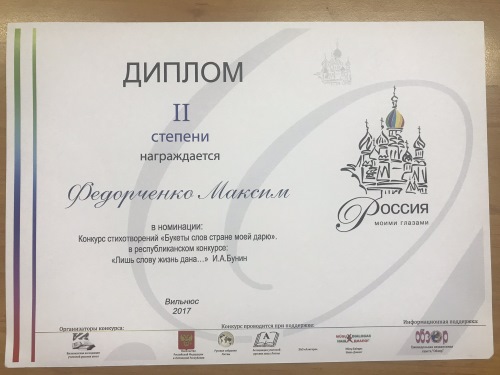 ДИПЛОМ
II
степени
награждается
Федорченко Максим
в номинации:
Конкурс стихотворений «Букеты слов стране моей дарю».
в республиканском конкурсе:
«Лишь слову жизнь дана…» И.А.Бунин
Россия
моими глазами
Вильнюс
2017
Организаторы конкурса:
Конкурс проводится при поддержке:
Информационная поддержка
обзор